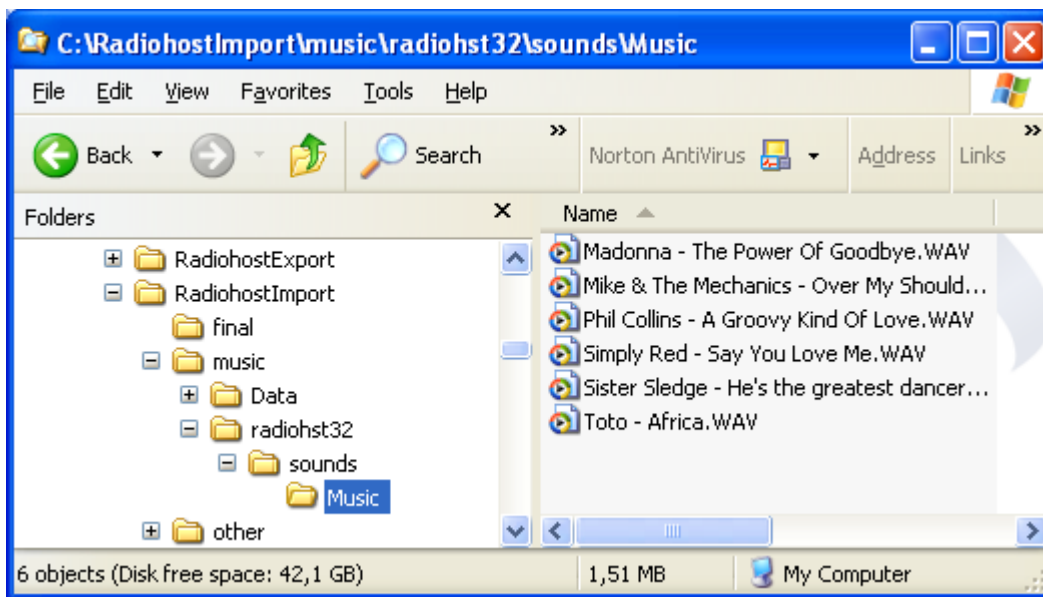 C:\RadiohostImport\music\radiohst32\sounds\Music
File Edit View Favorites Tools Help
Back Search » Norton AntiVirus Address Links »
Folders
RadiohostExport
RadiohostImport
final
music
Data
radiohst32
sounds
Music
other
Name
Madonna - The Power Of Goodbye.WAV
Mike & The Mechanics - Over My Should...
Phil Collins - A Groovy Kind Of Love.WAV
Simply Red - Say You Love Me.WAV
Sister Sledge - He's the greatest dancer...
Toto - Africa.WAV
6 objects (Disk free space: 42,1 GB) 1,51 MB My Computer